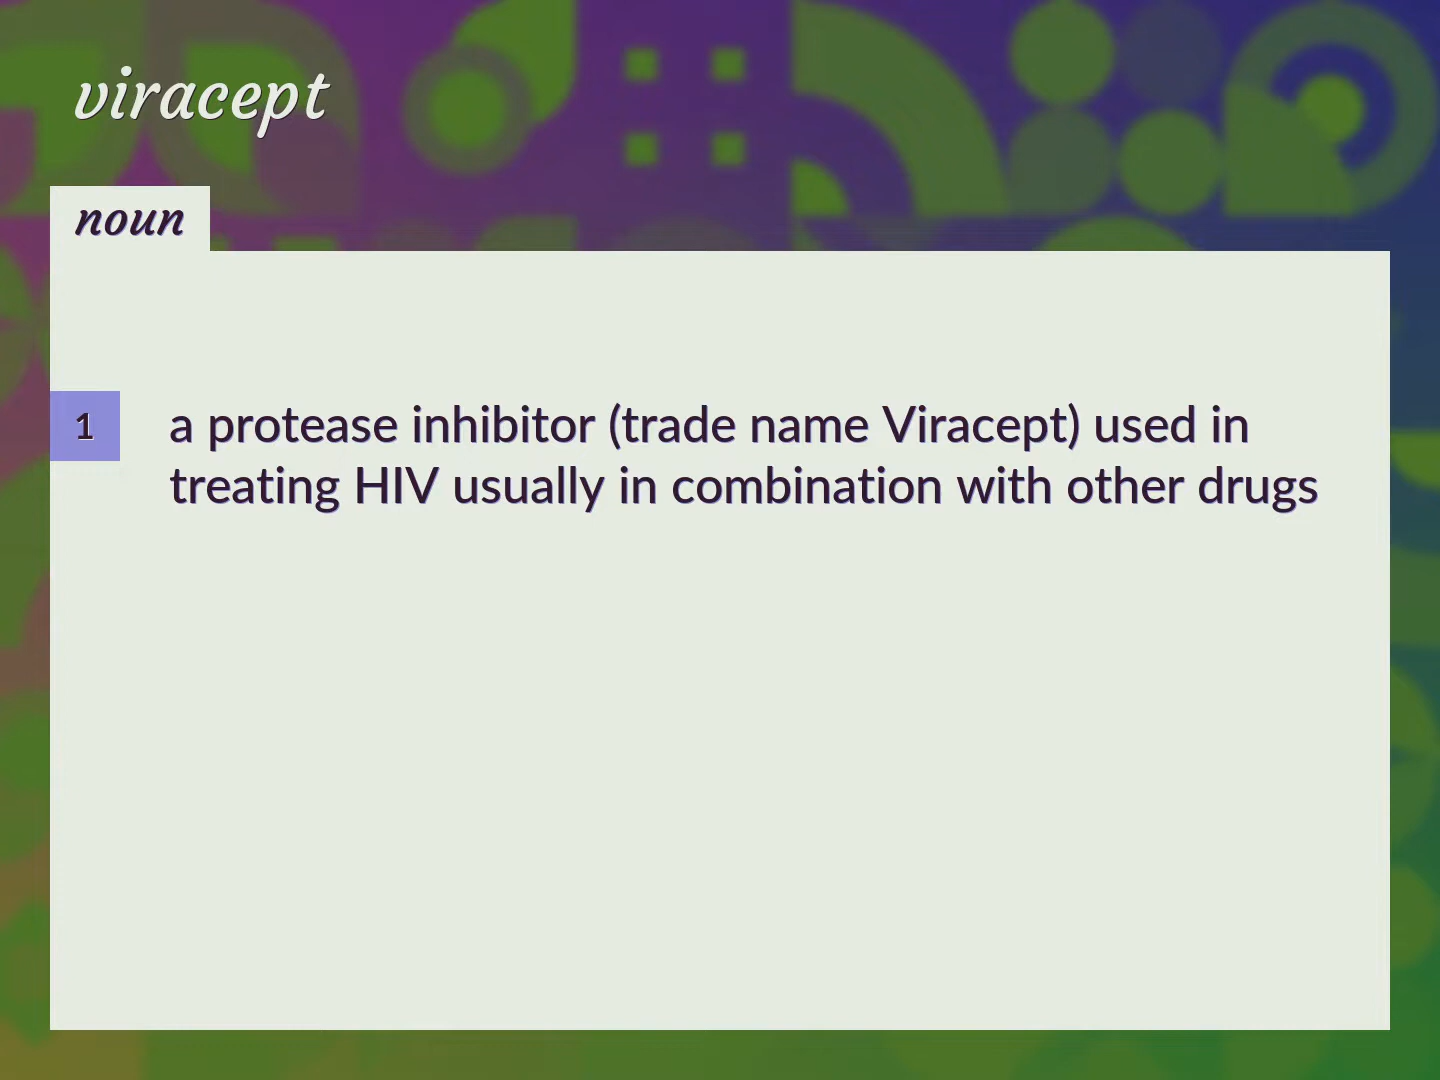 viracept
noun
1
a protease inhibitor (trade name Viracept) used in
treating HIV usually in combination with other drugs